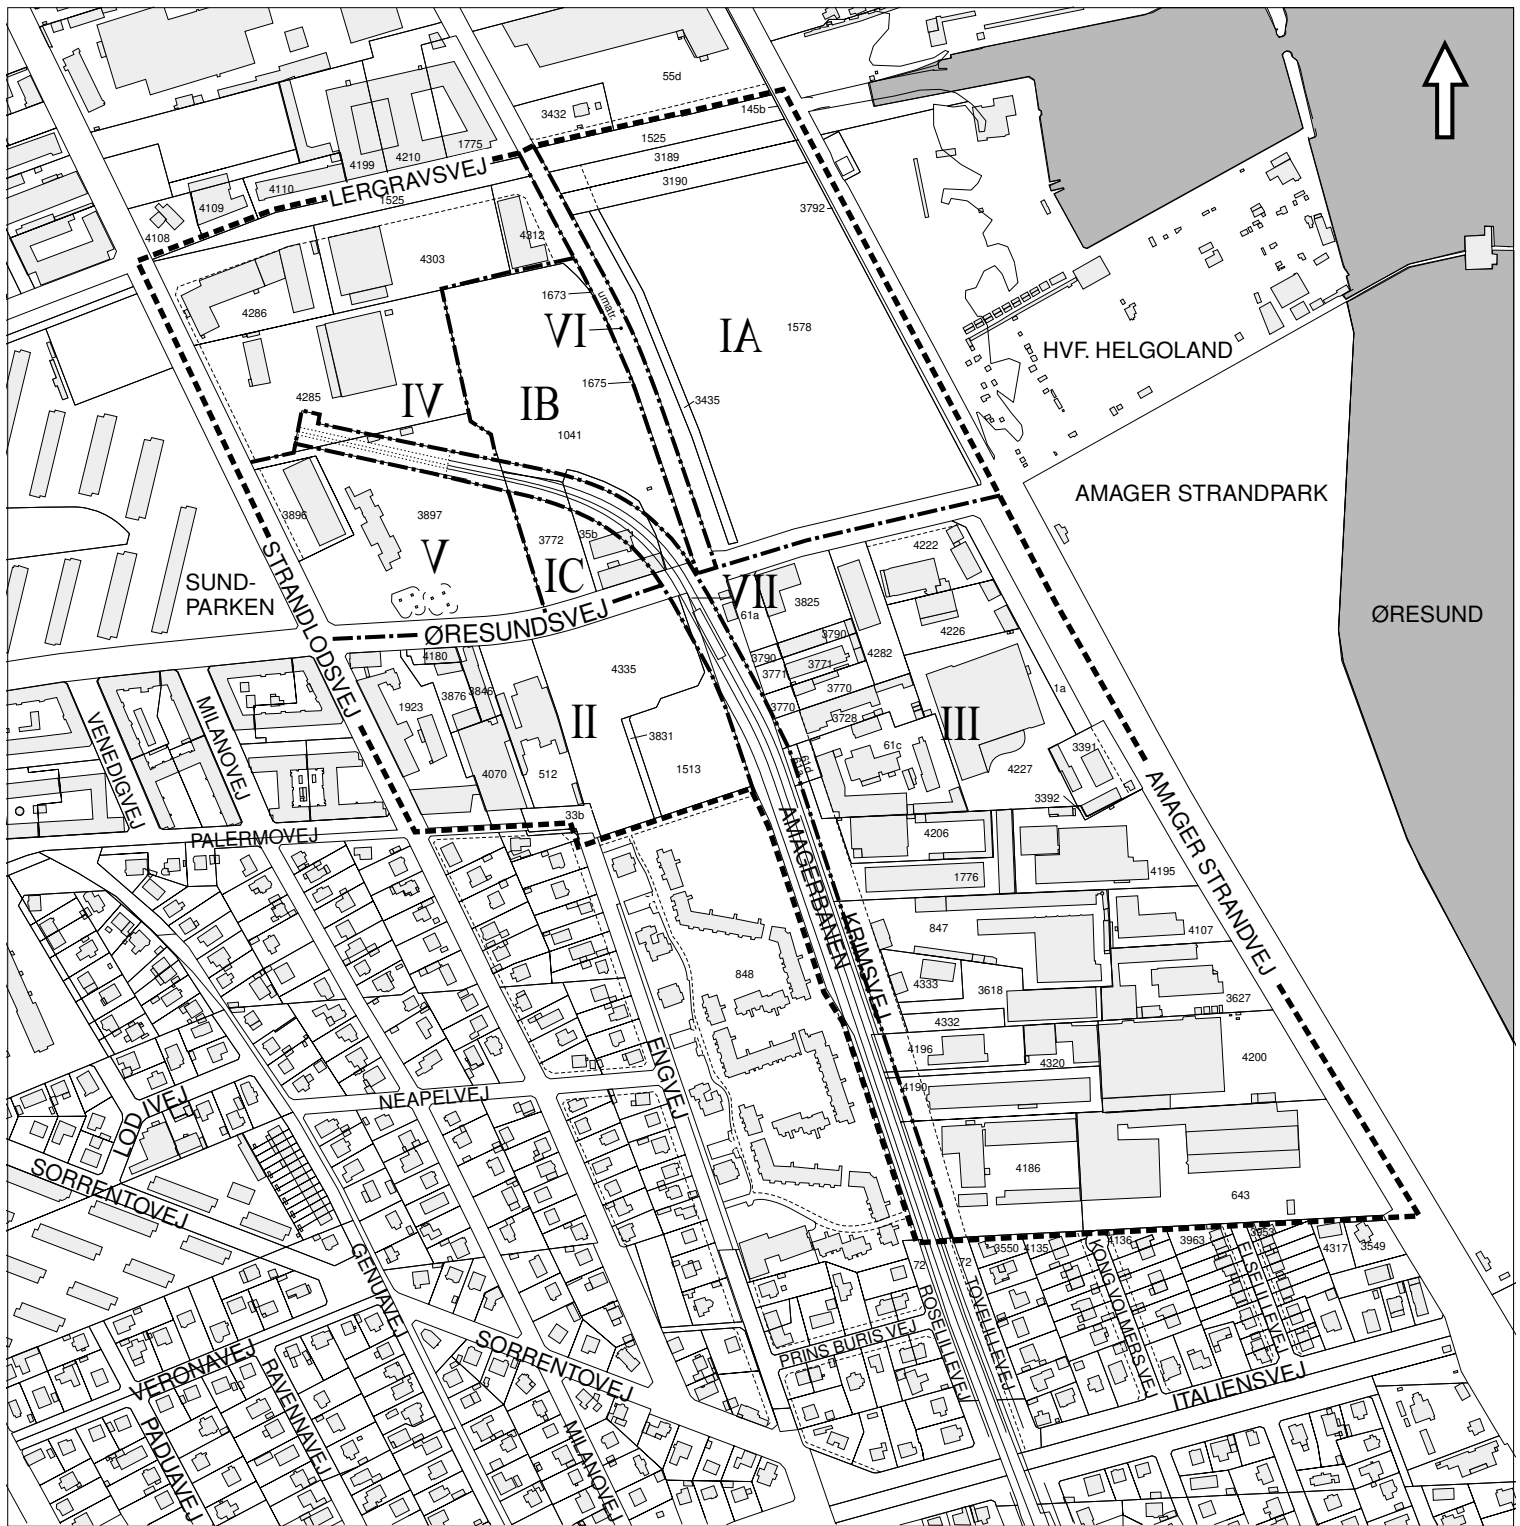 55d
145b
3432
1525
1775
4210
4199
3189
3190
LERGRAVSVEJ
4110
1525
4109
3792
4108
4312
4303
1673
umatr.
4286
VI
IA
1578
HVF. HELGOLAND
1675
4285
IV
IB
3435
1041
AMAGER STRANDPARK
3896
3897
3772
35b
4222
V
IC
VII
SUND-
PARKEN
3825
61a
ØRESUND
STRANDLODSVEJ
ØRESUNDSVEJ
3790
4226
4180
4335
3790
3771
4282
3771
3846
3876
1923
3770
1a
3770
II
3728
III
VENEDIGVEJ
MILANOVEJ
3831
61c
3391
61d
4070
512
1513
4227
3392
AMAGER STRANDVEJ
33b
PALERMOVEJ
AMAGERBANEN
4206
1776
4195
KRIMSVEJ
847
4107
848
4333
3618
3627
4332
ENGVEJ
4196
4320
4200
4190
NEAPELVEJ
LOD IVEJ
SORRENTOVEJ
4186
643
GENUAVEJ
72
72
3550
4135
4136
3963
3953
4317
3549
ROSELILLEVEJ
TOVELILLEVEJ
KONG VOLMERS VEJ
ELSELILLEVEJ
PRINS BURIS VEJ
SORRENTOVEJ
VERONAVEJ
RAVENNAVEJ
ITALIENSVEJ
PADUAVEJ
MILANOVEJ